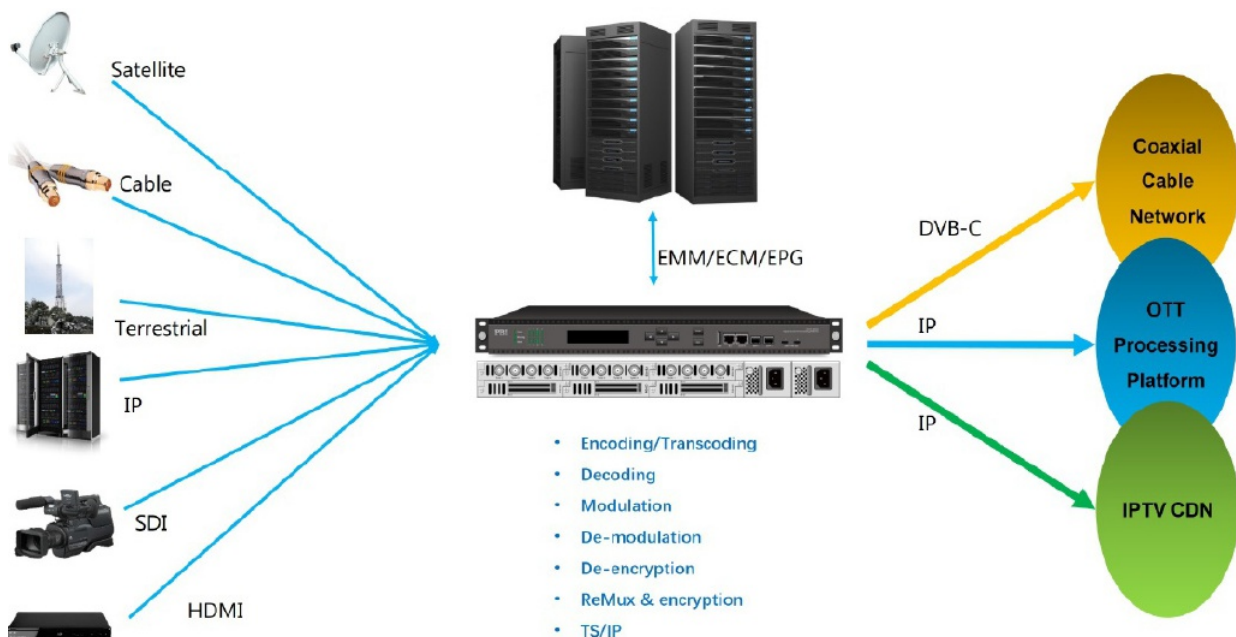 Satellite
Cable
Terrestrial
IP
SDI
HDMI
EMM/ECM/EPG
• Encoding/Transcoding
• Decoding
• Modulation
• De-modulation
• De-encryption
• ReMux & encryption
• TS/IP
DVB-C
IP
IP
Coaxial
Cable
Network
OTT
Processing
Platform
IPTV CDN